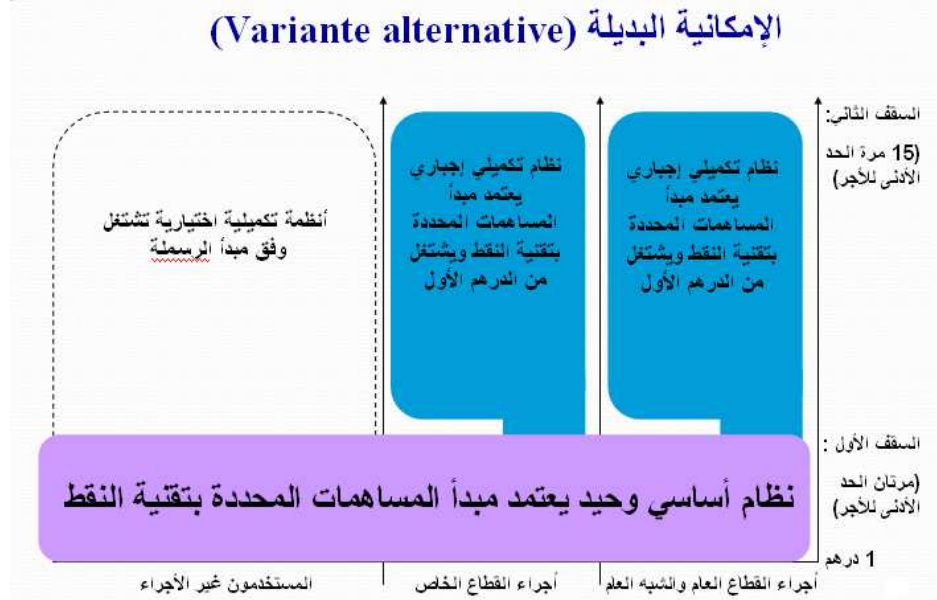 الإمكانية البديلة (Variante alternative)
السقف الثاني:
(15 مرة الحد
الأدنى للأجر)
نظام تكميلي إجباري
يعتمد مبدأ
المساهمات المحددة
بتقنية النقط ويشتغل
من الدرهم الأول
نظام تكميلي إجباري
يعتمد مبدأ
المساهمات المحددة
بتقنية النقط ويشتغل
من الدرهم الأول
أنظمة تكميلية اختيارية تشتغل
وفق مبدأ الرسملة
السقف الأول :
(مرتان الحد
الأدنى للأجر)
نظام أساسي وحيد يعتمد مبدأ المساهمات المحددة بتقنية النقط
1 درهم
أجراء القطاع العام والشبه العام
أجراء القطاع الخاص
المستخدمون غير الأجراء